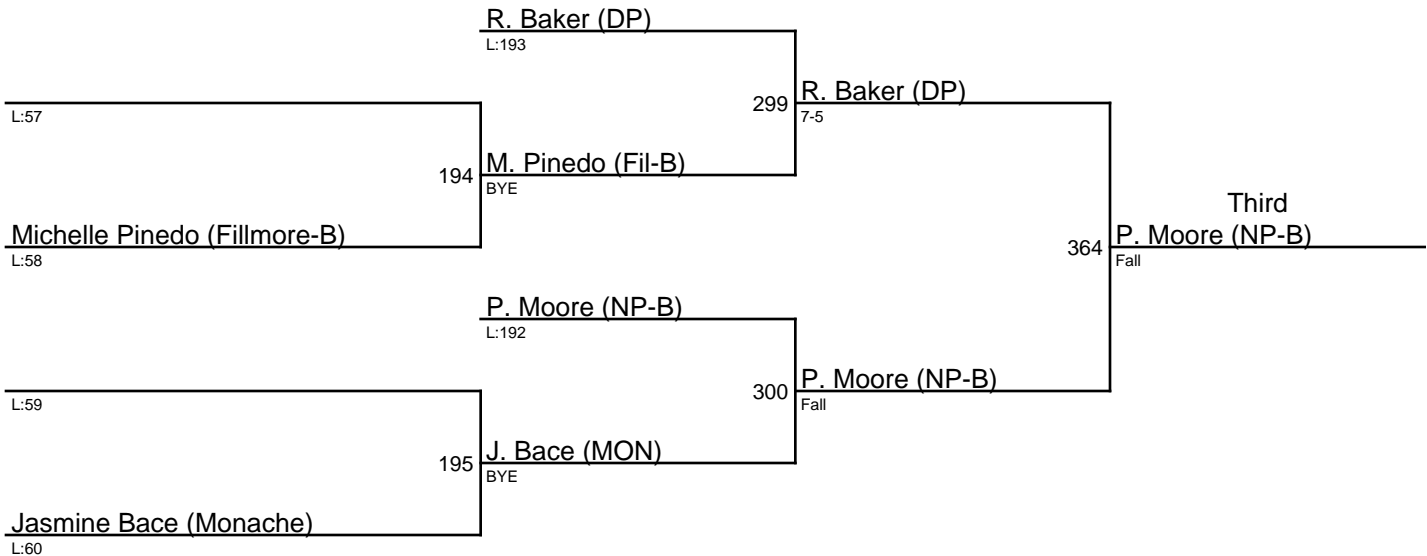 R. Baker (DP)
L:193
L:57
299
R. Baker (DP)
7-5
194
M. Pinedo (Fil-B)
BYE
Michelle Pinedo (Fillmore-B)
L:58
Third
364
P. Moore (NP-B)
Fall
P. Moore (NP-B)
L:192
L:59
300
P. Moore (NP-B)
Fall
195
J. Bace (MON)
BYE
Jasmine Bace (Monache)
L:60